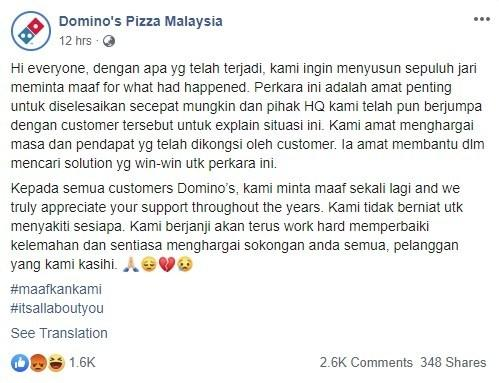 Domino's Pizza Malaysia
12 hrs ·
Hi everyone, dengan apa yg telah terjadi, kami ingin menyusun sepuluh jari
meminta maaf for what had happened. Perkara ini adalah amat penting
untuk diselesaikan secepat mungkin dan pihak HQ kami telah pun berjumpa
dengan customer tersebut untuk explain situasi ini. Kami amat menghargai
masa dan pendapat yg telah dikongsi oleh customer. Ia amat membantu dlm
mencari solution yg win-win utk perkara ini.
Kepada semua customers Domino's, kami minta maaf sekali lagi and we
truly appreciate your support throughout the years. Kami tidak berniat utk
menyakiti sesiapa. Kami berjanji akan terus work hard memperbaiki
kelemahan dan sentiasa menghargai sokongan anda semua, pelanggan
yang kami kasihi. 🙏🏼😔💔😧
#maafkankami
#itsallaboutyou
See Translation
1.6K 2.6K Comments 348 Shares